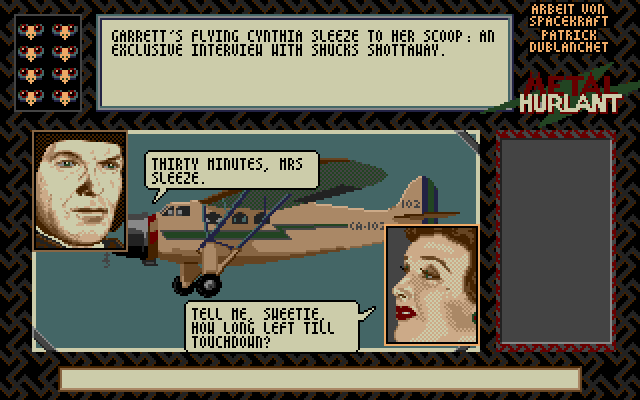 GARRETT'S FLYING CYNTHIA SLEEZE TO HER SCOOP: AN
EXCLUSIVE INTERVIEW WITH SHUCKS SHOTTAWAY.
ARBEIT VON
SPACEKRAFT
PATRICK
DUBLANCHET
METAL
HURLANT
THIRTY MINUTES, MRS
SLEEZE.
102
CA-102
TELL ME, SWEETIE,
HOW LONG LEFT TILL
TOUCHDOWN?